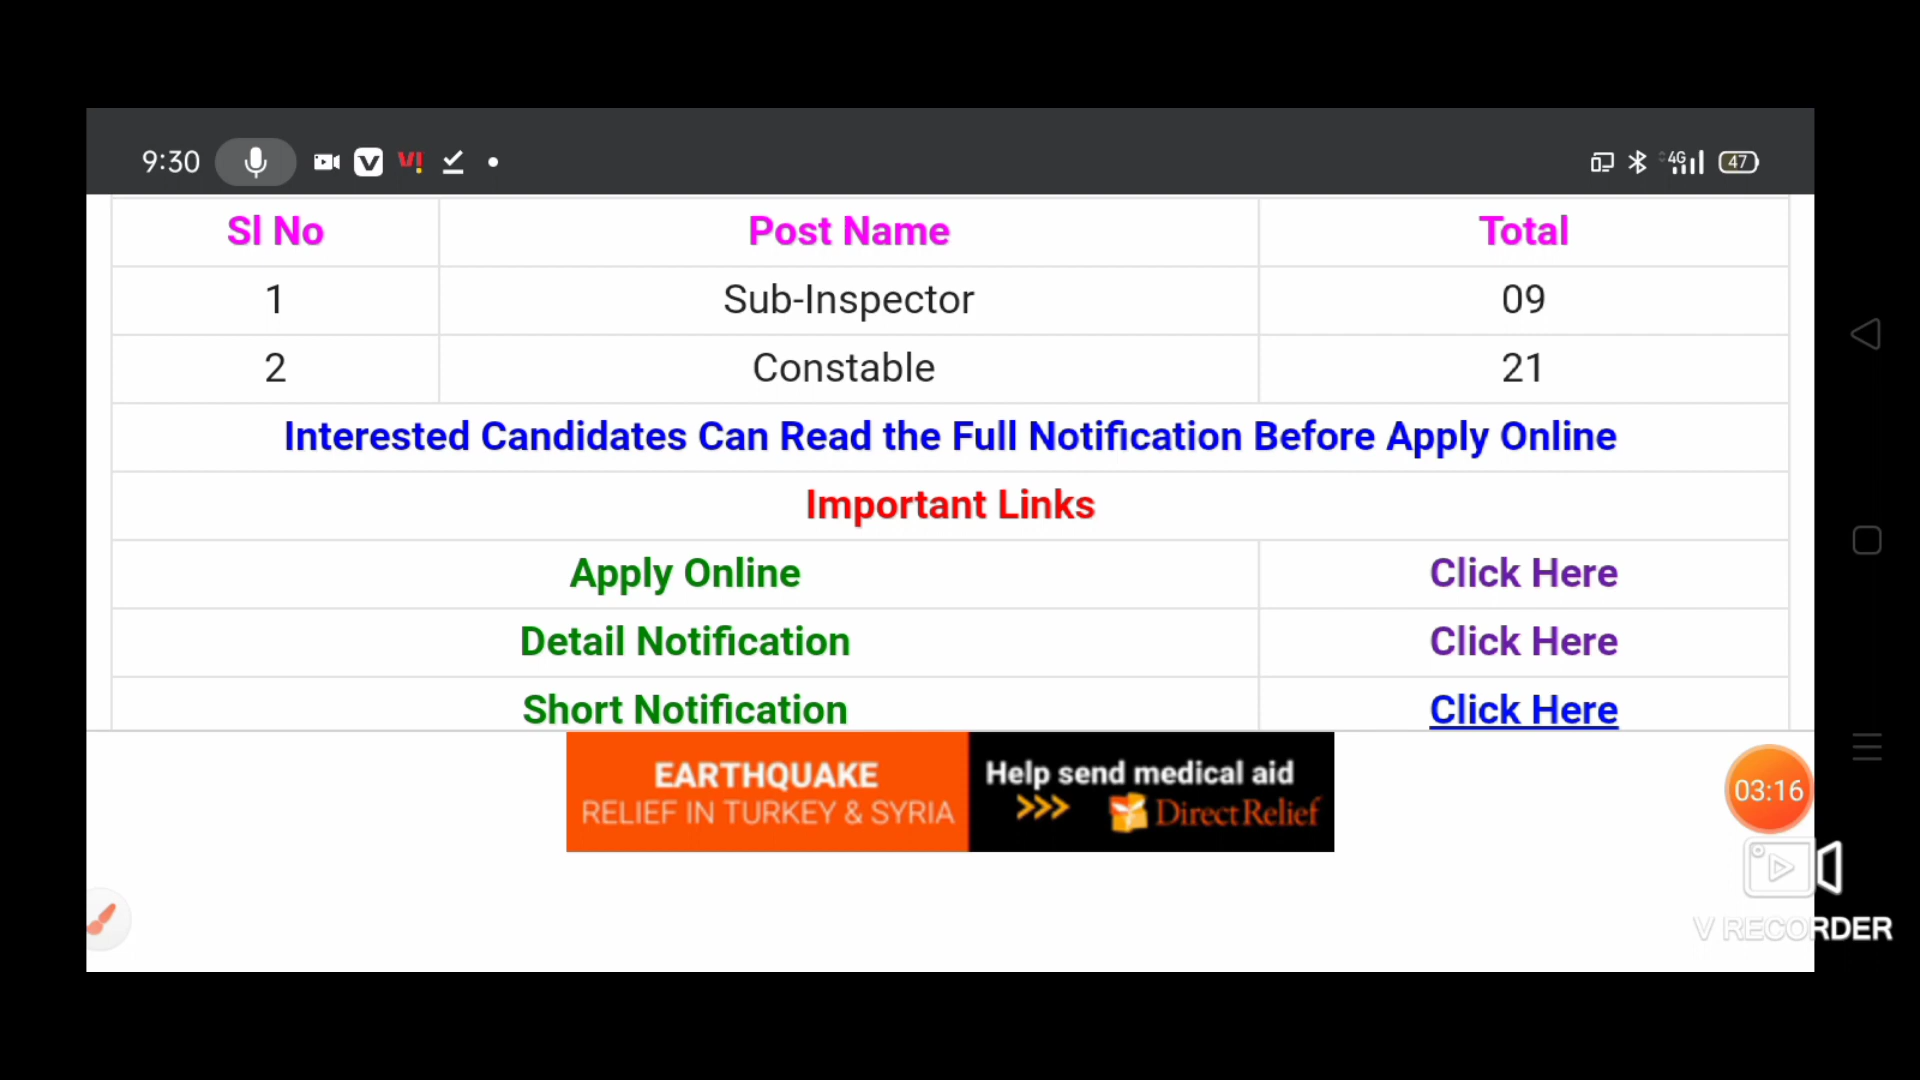 9:30 V V! 4G 47
Sl No Post Name Total
1 Sub-Inspector 09
2 Constable 21
Interested Candidates Can Read the Full Notification Before Apply Online
Important Links
Apply Online Click Here
Detail Notification Click Here
Short Notification Click Here
EARTHQUAKE
RELIEF IN TURKEY & SYRIA
Help send medical aid
>>> DirectRelief
03:16
V RECORDER